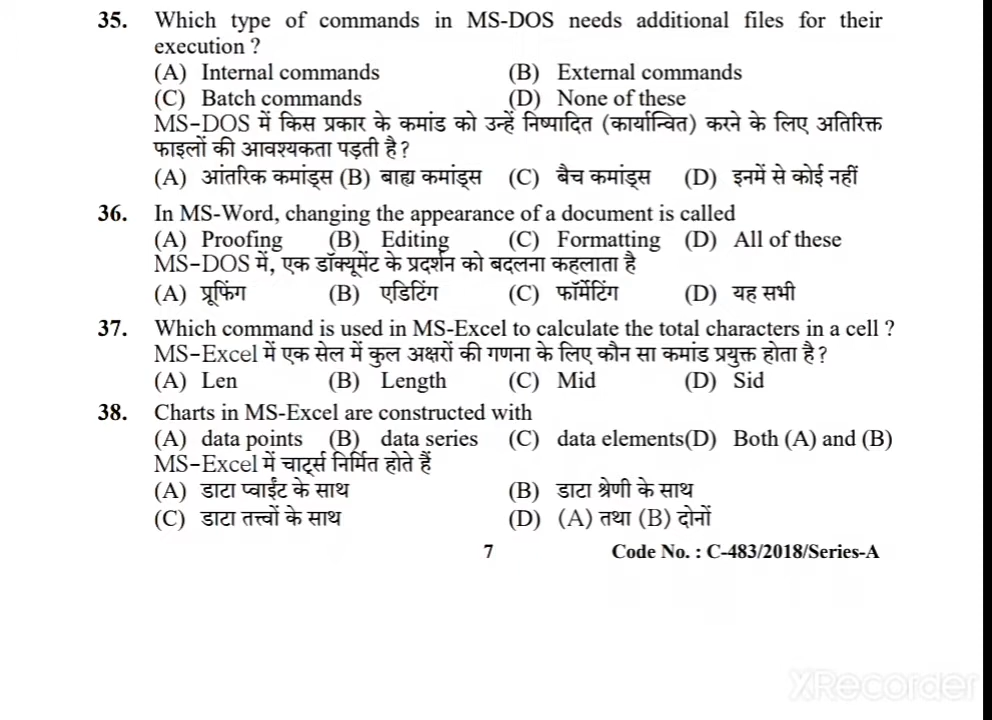 35. Which type of commands in MS-DOS needs additional files for their
execution ?
(A) Internal commands (B) External commands
(C) Batch commands (D) None of these
MS-DOS में किस प्रकार के कमांड को उन्हें निष्पादित (कार्यान्वित) करने के लिए अतिरिक्त
फाइलों की आवश्यकता पड़ती है ?
(A) आंतरिक कमांड्स (B) बाह्य कमांड्स (C) बैच कमांड्स (D) इनमें से कोई नहीं
36. In MS-Word, changing the appearance of a document is called
(A) Proofing (B) Editing (C) Formatting (D) All of these
MS-DOS में, एक डॉक्यूमेंट के प्रदर्शन को बदलना कहलाता है
(A) प्रूफिंग (B) एडिटिंग (C) फॉर्मेटिंग (D) यह सभी
37. Which command is used in MS-Excel to calculate the total characters in a cell ?
MS-Excel में एक सेल में कुल अक्षरों की गणना के लिए कौन सा कमांड प्रयुक्त होता है ?
(A) Len (B) Length (C) Mid (D) Sid
38. Charts in MS-Excel are constructed with
(A) data points (B) data series (C) data elements(D) Both (A) and (B)
MS-Excel में चार्ट्स निर्मित होते हैं
(A) डाटा प्वाईंट के साथ (B) डाटा श्रेणी के साथ
(C) डाटा तत्त्वों के साथ (D) (A) तथा (B) दोनों
7 Code No. : C-483/2018/Series-A
XRecorder